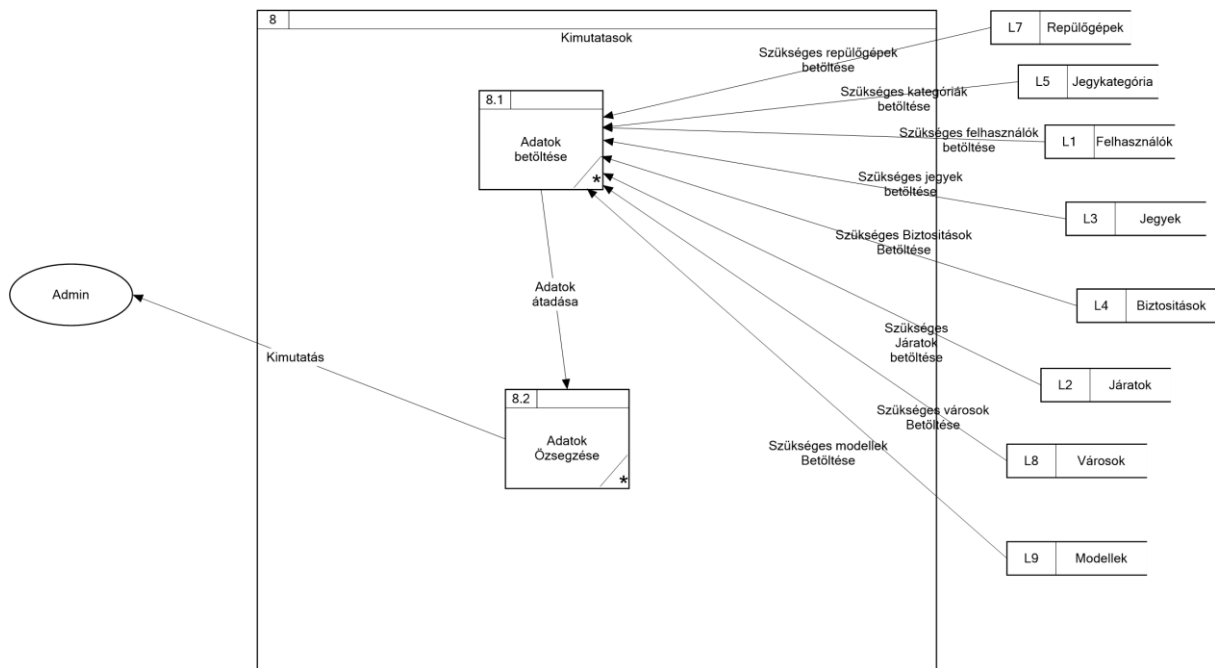 8
Kimutatasok
L7 Repülőgépek
Szükséges repülőgépek
betöltése
L5 Jegykategória
Szükséges kategóriák
betöltése
8.1
Adatok
betöltése
*
L1 Felhasználók
Szükséges felhasználók
betöltése
Szükséges jegyek
betöltése
L3 Jegyek
Szükséges Biztositások
Betöltése
L4 Biztositások
Admin
Adatok
átadása
Szükséges
Járatok
betöltése
Kimutatás
L2 Járatok
8.2
Adatok
Özsegzése
*
Szükséges városok
Betöltése
Szükséges modellek
Betöltése
L8 Városok
L9 Modellek